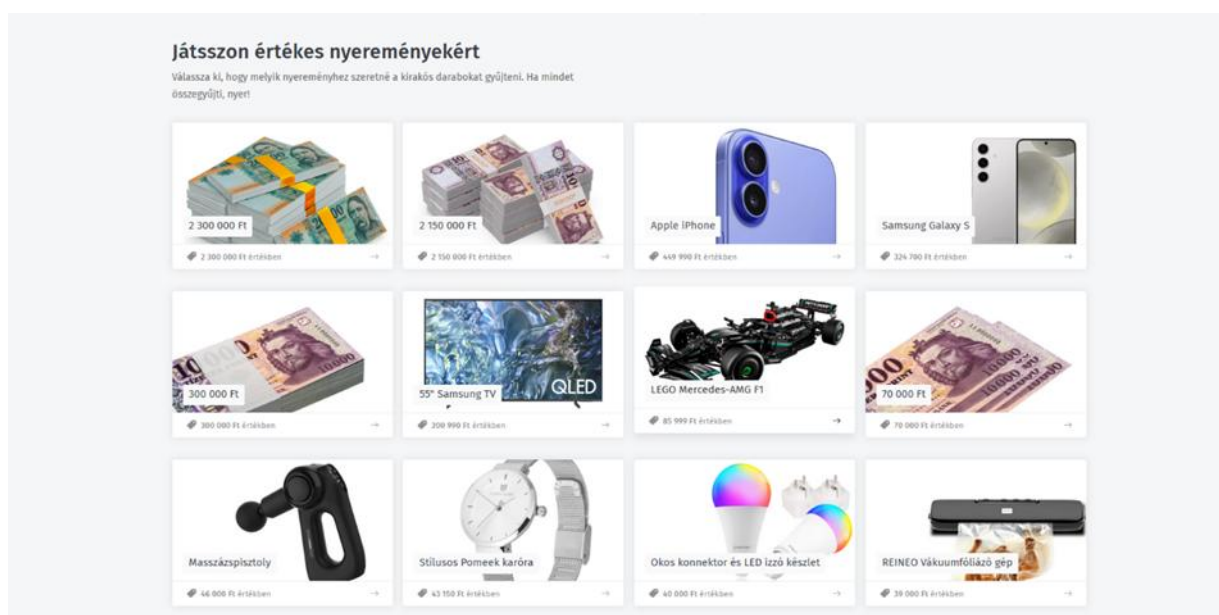 Játsszon értékes nyereményekért
Válassza ki, hogy melyik nyereményhez szeretné a kirakós darabokat gyűjteni. Ha mindet
összegyűjti, nyer!
2 300 000 Ft
2 300 000 Ft értékben
2 150 000 Ft
2 150 000 Ft értékben
Apple iPhone
449 990 Ft értékben
Samsung Galaxy S
324 700 Ft értékben
300 000 Ft
300 000 Ft értékben
QLED
55" Samsung TV
200 990 Ft értékben
LEGO Mercedes-AMG F1
85 999 Ft értékben
10000
70 000 Ft
70 000 Ft értékben
Masszázspisztoly
46 000 Ft értékben
Stílusos Pomeek karóra
43 150 Ft értékben
Okos konnektor és LED izzó készlet
40 000 Ft értékben
REINEO Vákuumfóliázó gép
39 000 Ft értékben